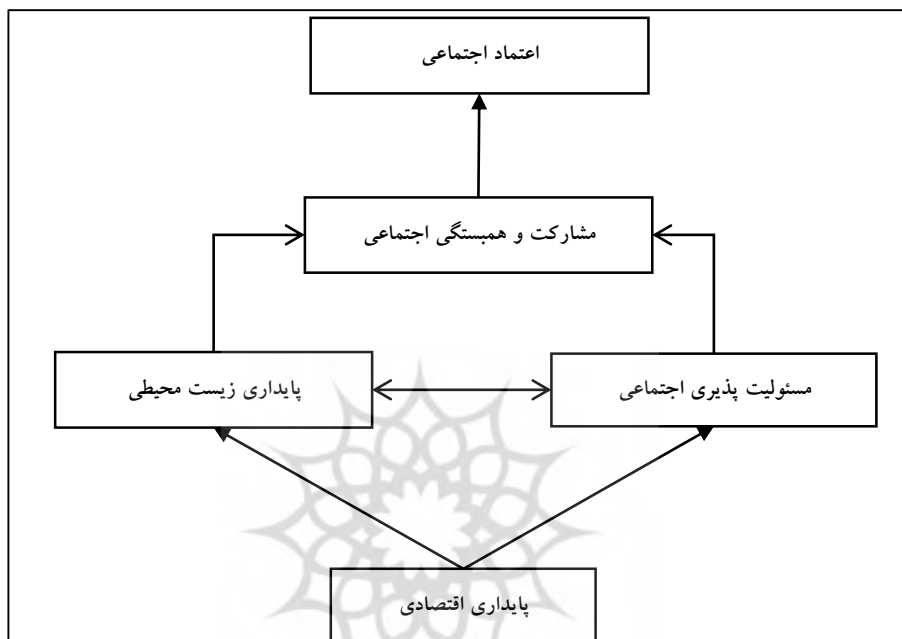 اعتماد اجتماعی
مشارکت و همبستگی اجتماعی
مسئولیت پذیری اجتماعی
پایداری زیست محیطی
پایداری اقتصادی